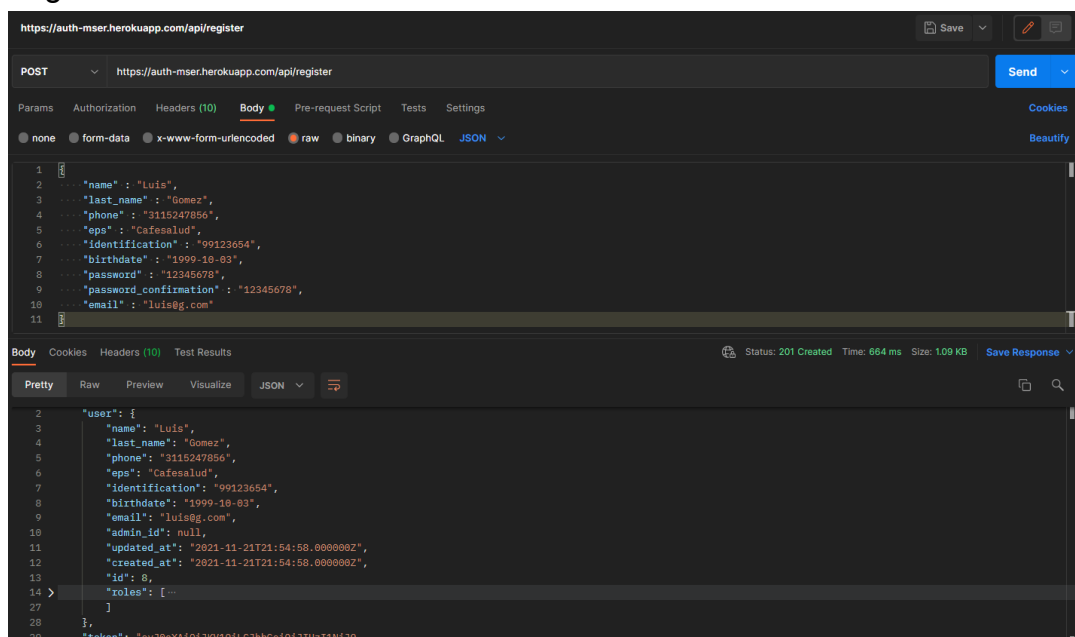 https://auth-mser.herokuapp.com/api/register
Save
POST
https://auth-mser.herokuapp.com/api/register
Send
Params Authorization Headers (10) Body Pre-request Script Tests Settings Cookies
none form-data x-www-form-urlencoded raw binary GraphQL JSON Beautify
1 {
2 "name" : "Luis",
3 "last_name" : "Gomez",
4 "phone" : "3115247856",
5 "eps" : "Cafesalud",
6 "identification" : "99123654",
7 "birthdate" : "1999-10-03",
8 "password" : "12345678",
9 "password_confirmation" : "12345678",
10 "email" : "luis@g.com"
11 }
Body Cookies Headers (10) Test Results Status: 201 Created Time: 664 ms Size: 1.09 KB Save Response
Pretty Raw Preview Visualize JSON
2 "user": {
3 "name": "Luis",
4 "last_name": "Gomez",
5 "phone": "3115247856",
6 "eps": "Cafesalud",
7 "identification": "99123654",
8 "birthdate": "1999-10-03",
9 "email": "luis@g.com",
10 "admin_id": null,
11 "updated_at": "2021-11-21T21:54:58.000000Z",
12 "created_at": "2021-11-21T21:54:58.000000Z",
13 "id": 8,
14 "roles": [ ...
27 ]
28 },